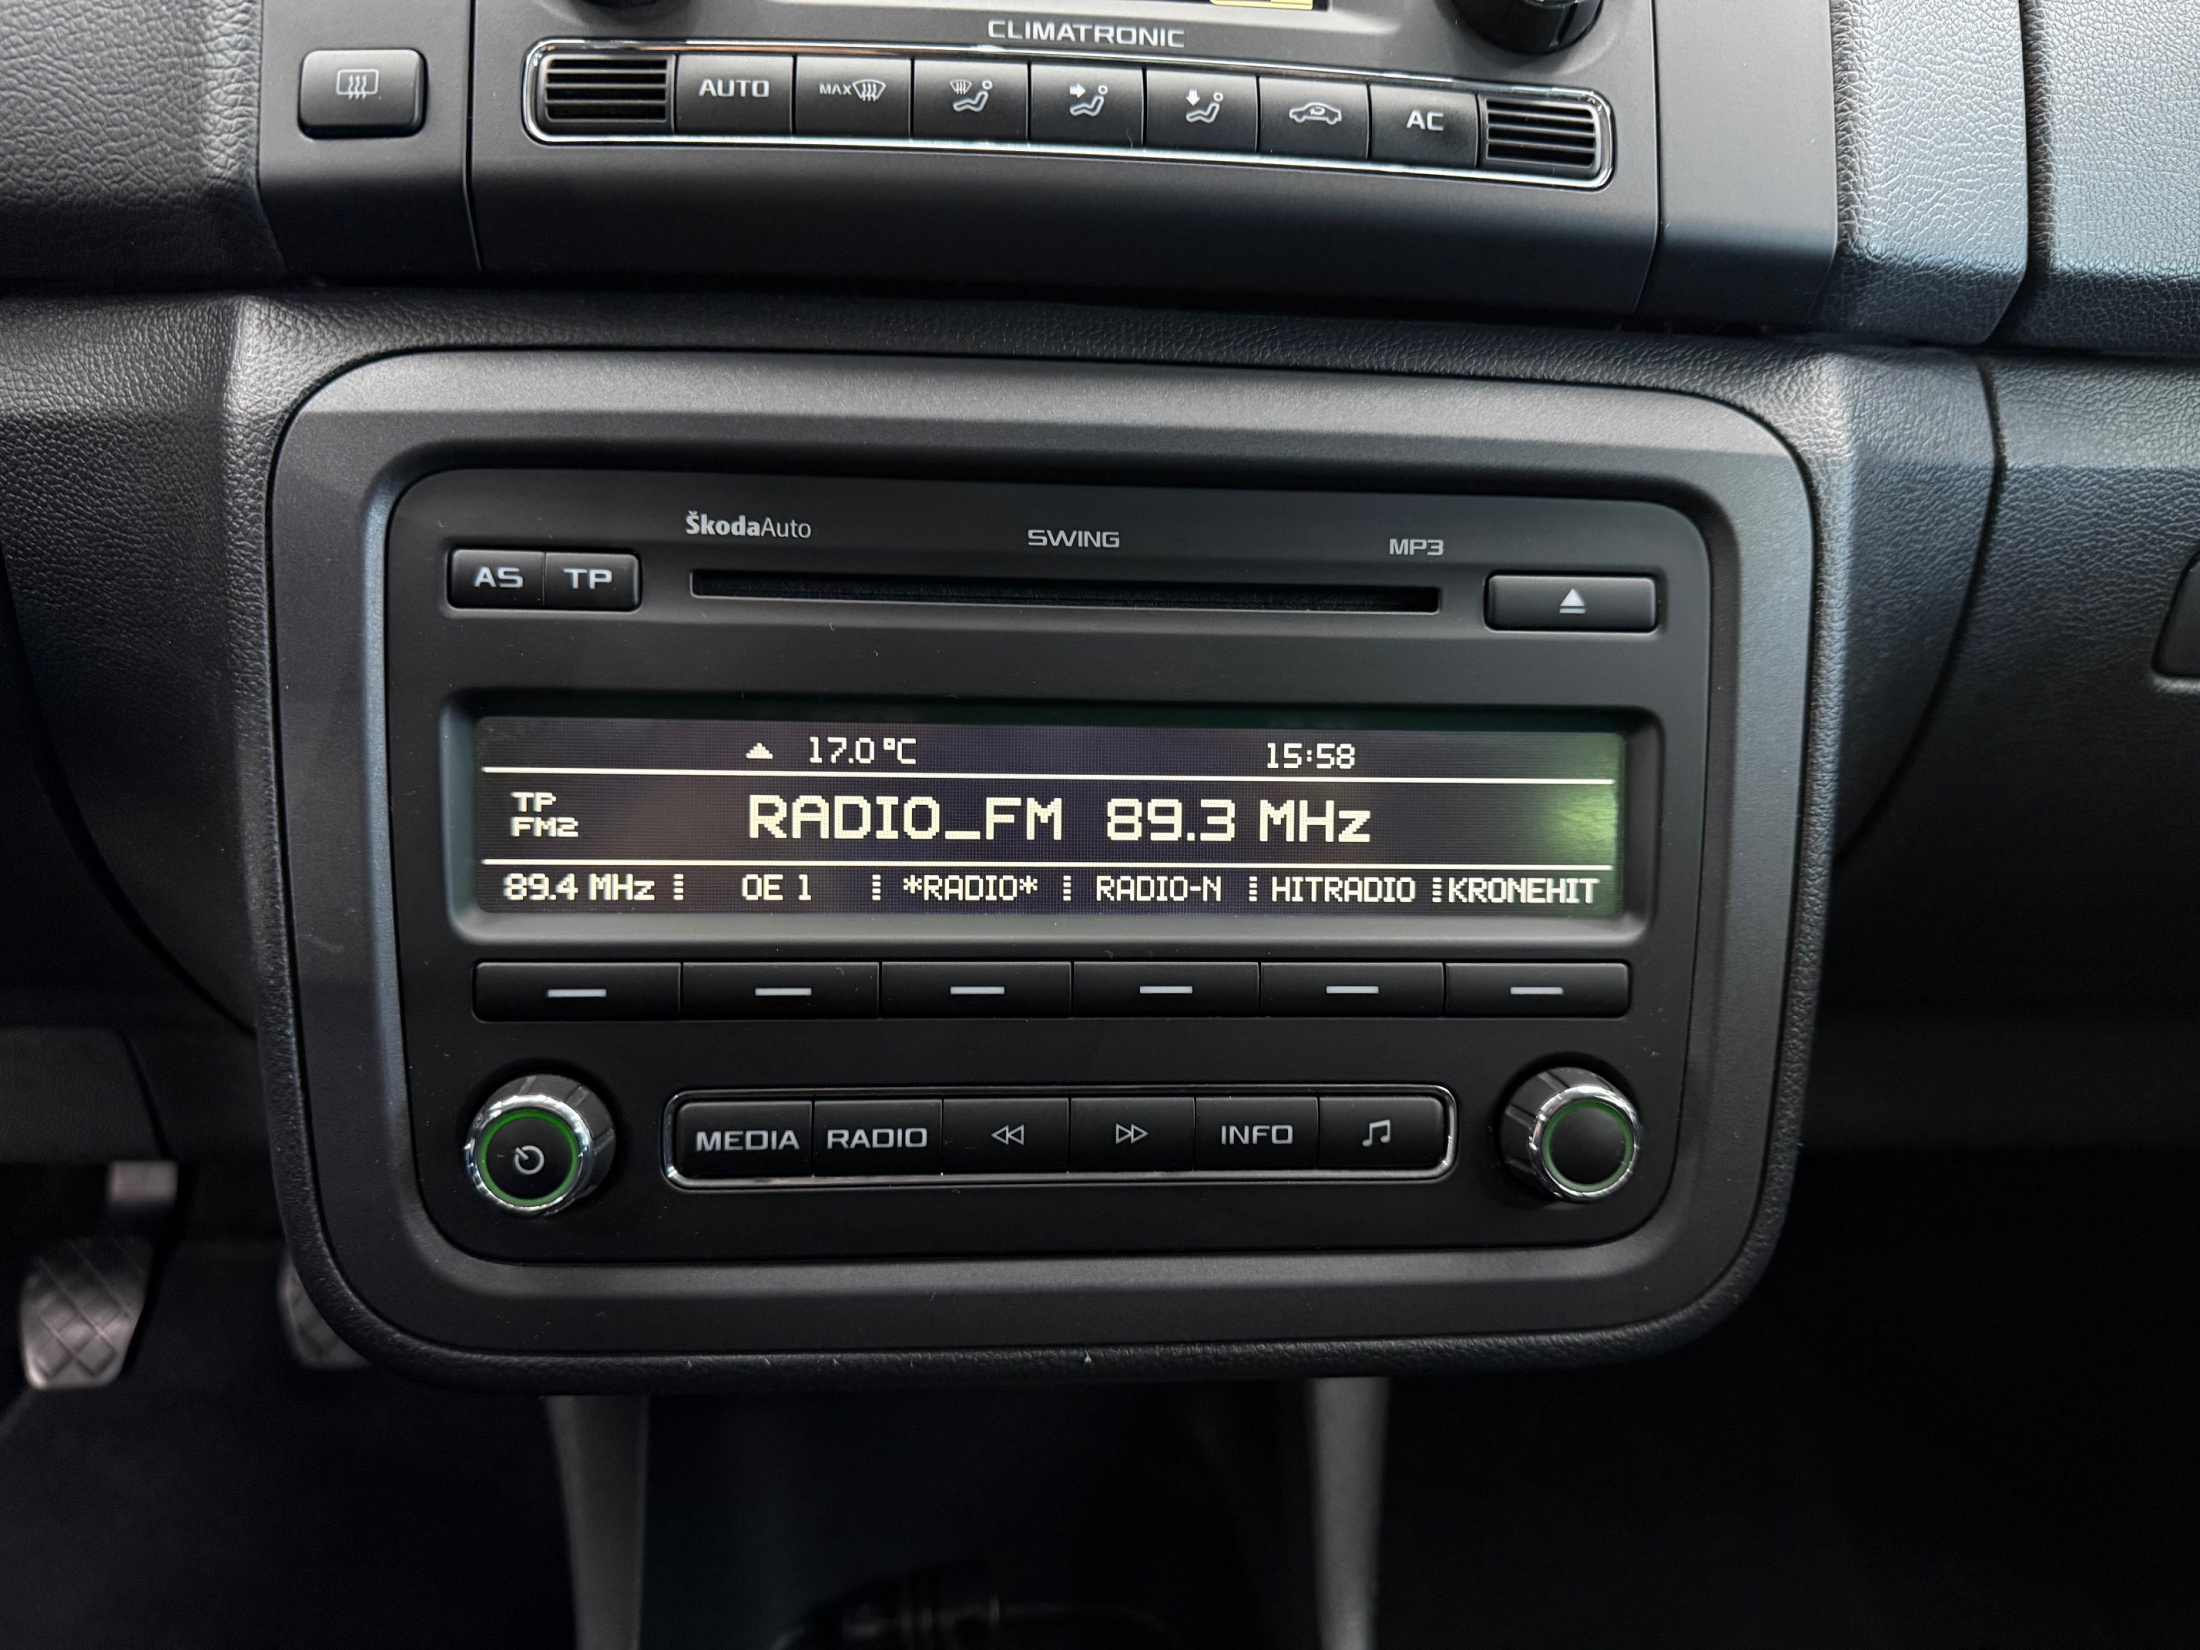 CLIMATRONIC
AUTO MAX AC
ŠkodaAuto SWING MP3
AS TP
17.0°C 15:58
TP
FM2
RADIO_FM 89.3 MHz
89.4 MHz OE 1 *RADIO* RADIO-N HITRADIO KRONEHIT
MEDIA RADIO INFO